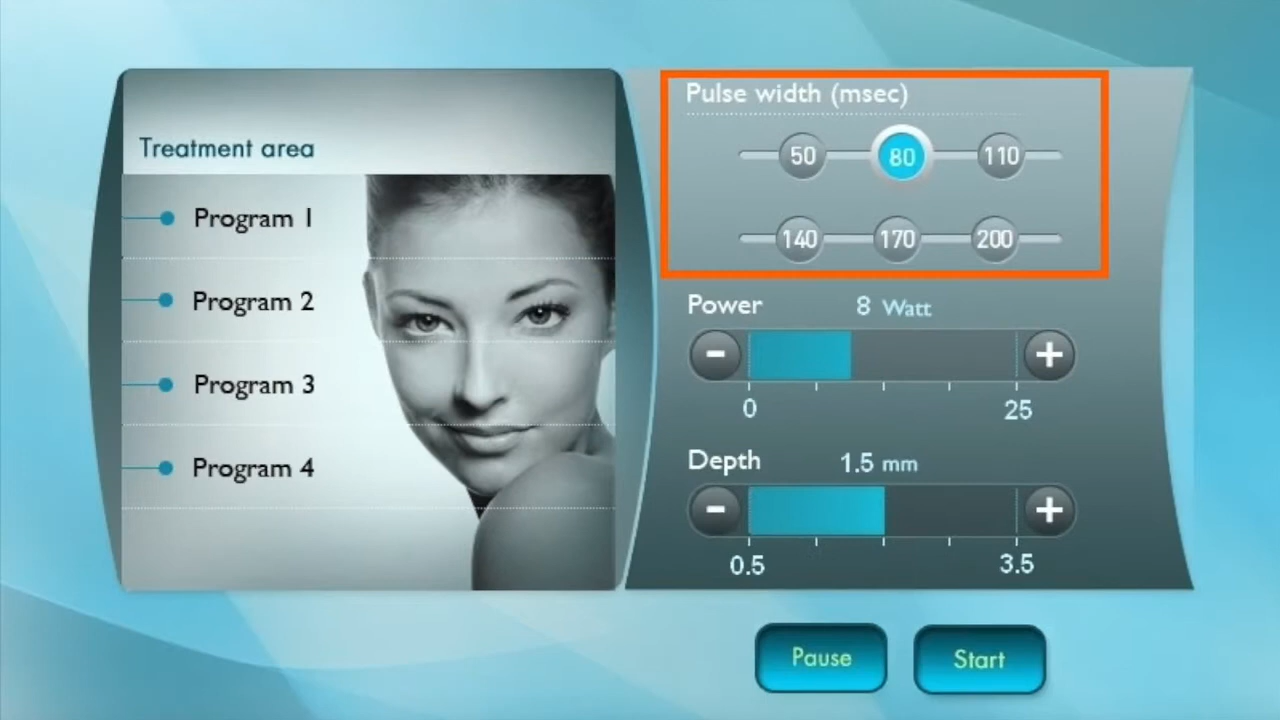 Treatment area
Program 1
Program 2
Program 3
Program 4
Pulse width (msec)
50 80 110
140 170 200
Power 8 Watt
- +
0 25
Depth 1.5 mm
- +
0.5 3.5
Pause Start